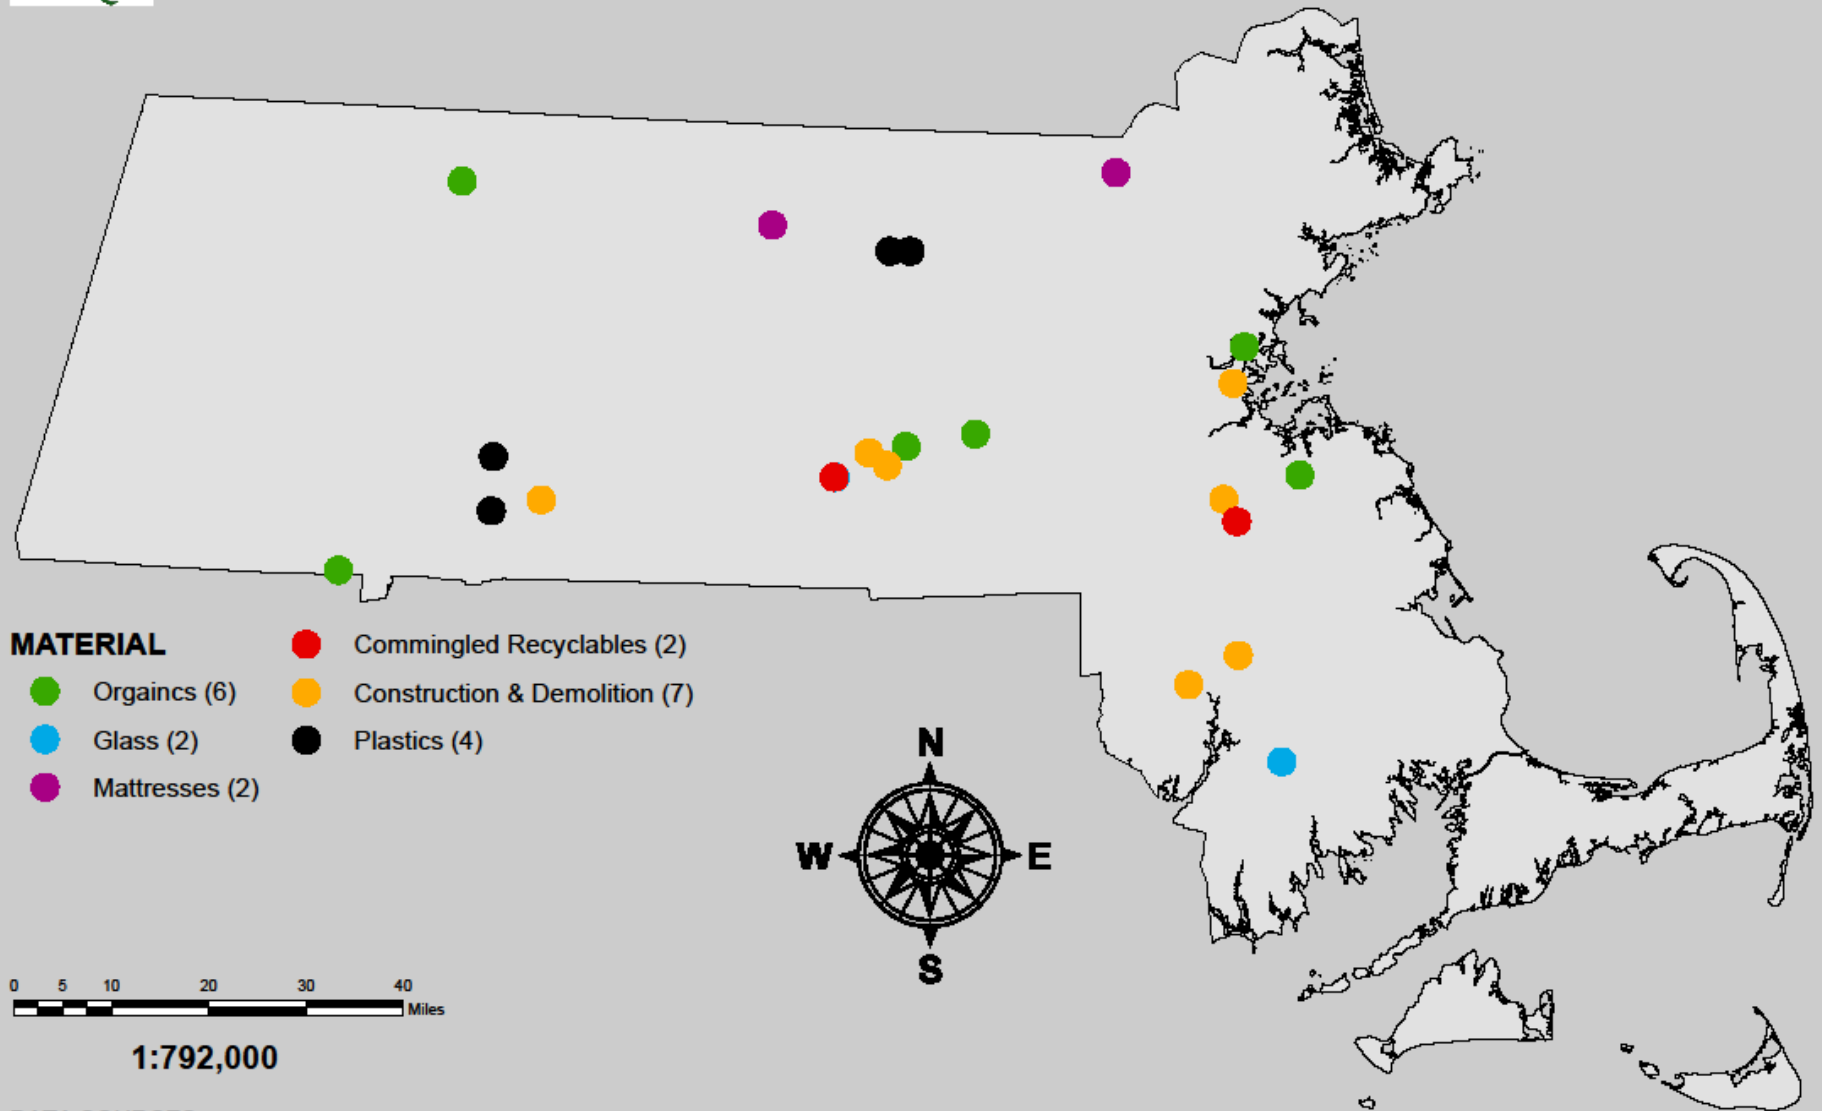 MATERIAL
Orgaincs (6)
Glass (2)
Mattresses (2)
Commingled Recyclables (2)
Construction & Demolition (7)
Plastics (4)
N
W
E
S
0 5 10 20 30 40
Miles
1:792,000